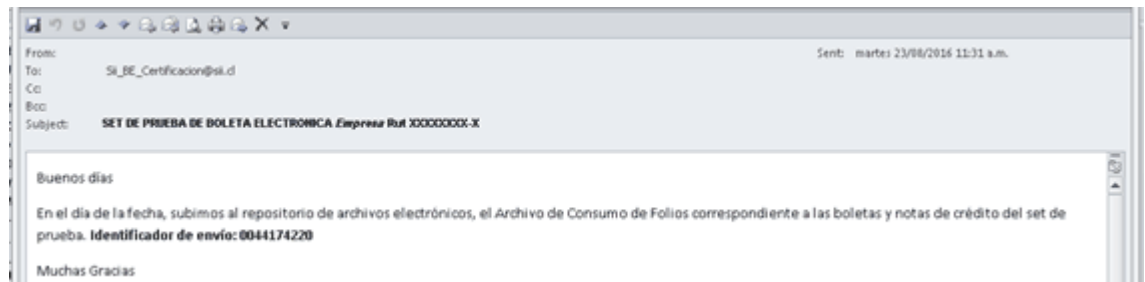 From:
Sent: martes 23/08/2016 11:31 a.m.
To: Sii_BE_Certificacion@sii.cl
Cc:
Bcc:
Subject: SET DE PRUEBA DE BOLETA ELECTRONICA Empresa Rut XXXXXXXX-X
Buenos días
En el día de la fecha, subimos al repositorio de archivos electrónicos, el Archivo de Consumo de Folios correspondiente a las boletas y notas de crédito del set de
prueba. Identificador de envío: 0044174220
Muchas Gracias